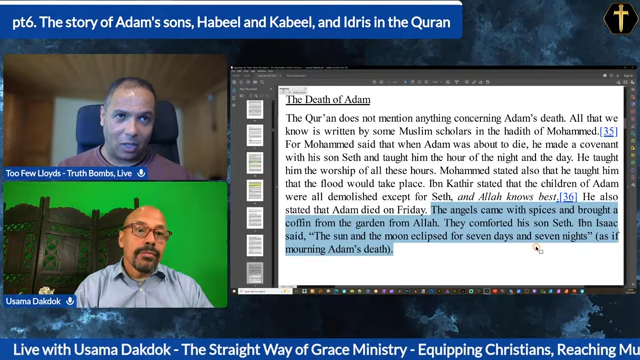 pt6. The story of Adam's sons, Habeel and Kabeel, and Idris in the Quran
The Death of Adam
The Qur'an does not mention anything concerning Adam's death. All that we
know is written by some Muslim scholars in the hadith of Mohammed.[35]
For Mohammed said that when Adam was about to die, he made a covenant
with his son Seth and taught him the hour of the night and the day. He taught
him the worship of all these hours. Mohammed stated also that he taught him
that the flood would take place. Ibn Kathir stated that the children of Adam
were all demolished except for Seth, and Allah knows best.[36] He also
stated that Adam died on Friday. The angels came with spices and brought a
coffin from the garden from Allah. They comforted his son Seth. Ibn Isaac
said, "The sun and the moon eclipsed for seven days and seven nights" (as if
mourning Adam's death).
Too Few Lloyds - Truth Bombs, Live
Usama Dakdok
Live with Usama Dakdok - The Straight Way of Grace Ministry - Equipping Christians, Reaching Mu